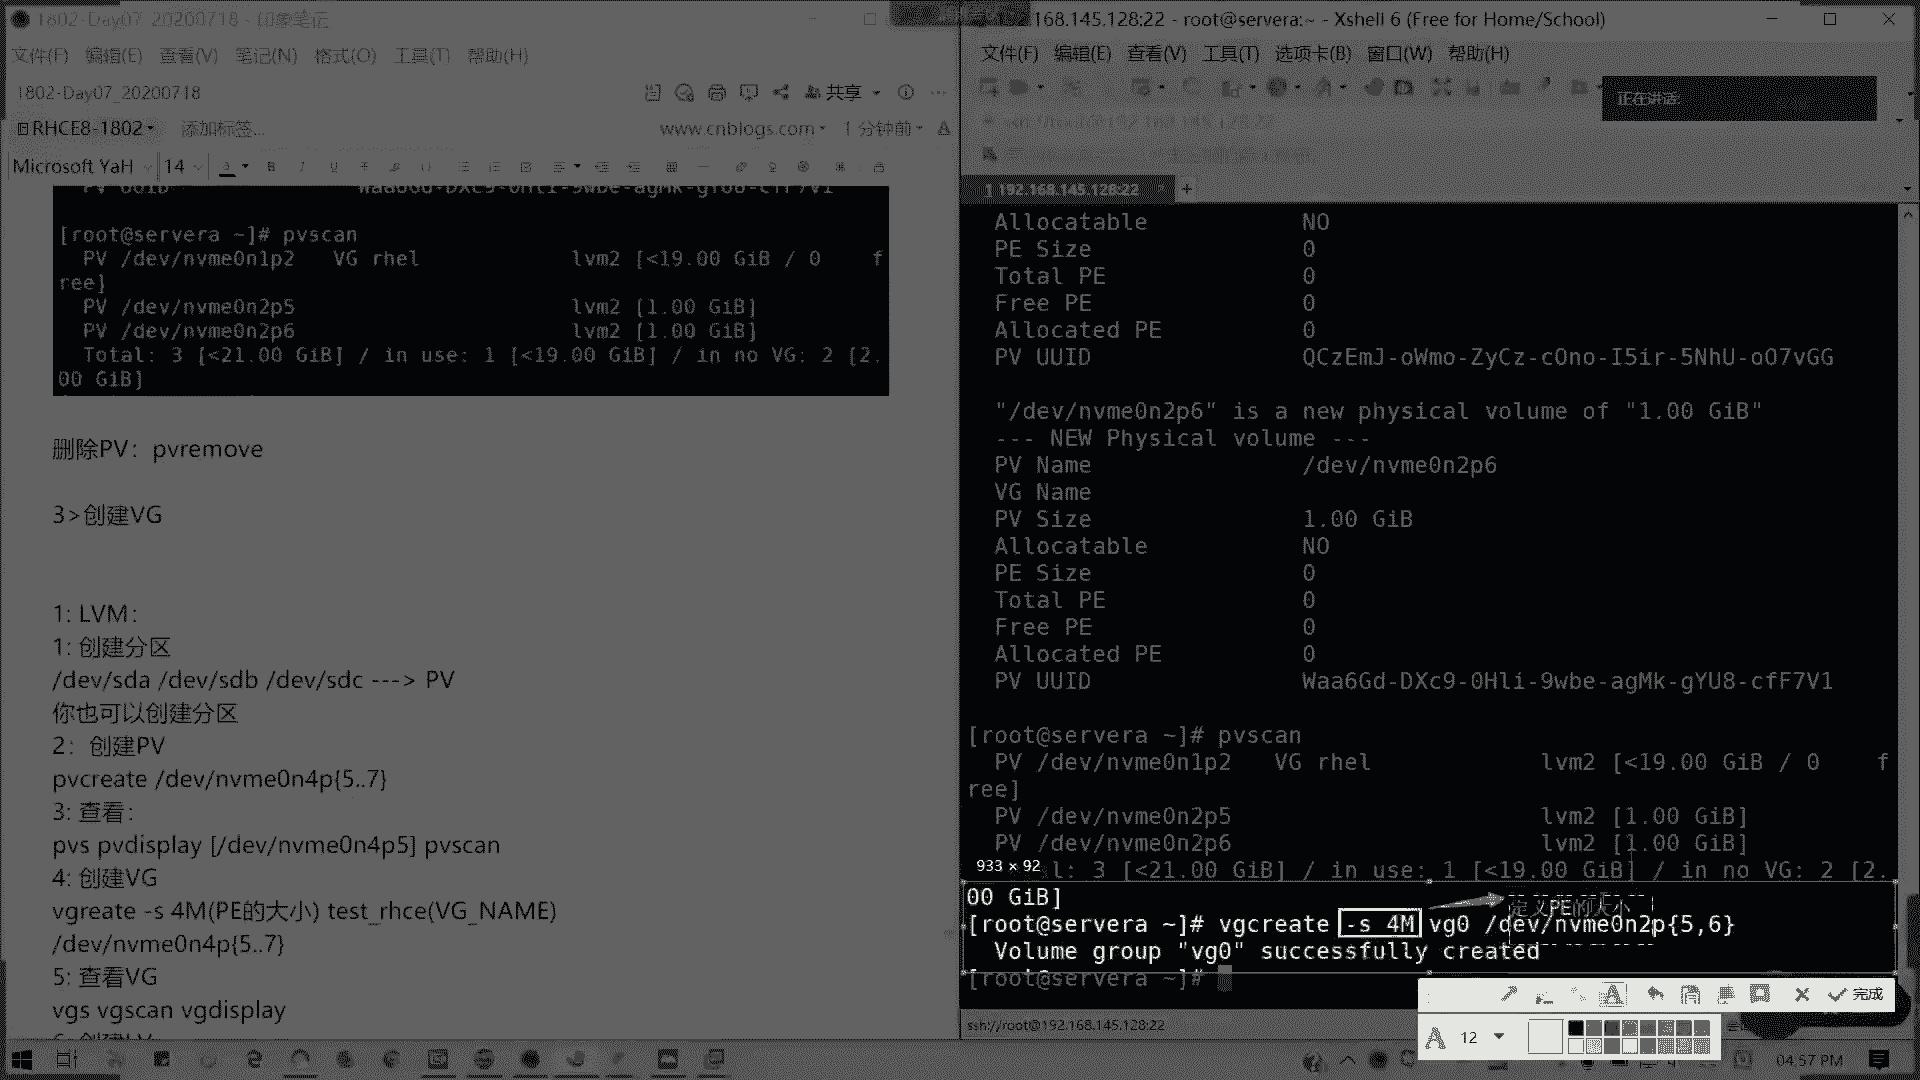 1802-Day07_20200718 - 印象笔记
文件(F) 编辑(E) 查看(V) 笔记(N) 格式(O) 工具(T) 帮助(H)
1802-Day07_20200718
共享
RHCE8-1802
添加标签...
www.cnblogs.com
1 分钟前
Microsoft YaH
14
PV UUID Waa6Gd-DXc9-0Hli-9wbe-agMk-gYU8-cfF7V1
[root@servera ~]# pvscan
PV /dev/nvme0n1p2 VG rhel lvm2 [<19.00 GiB / 0 f
ree]
PV /dev/nvme0n2p5 lvm2 [1.00 GiB]
PV /dev/nvme0n2p6 lvm2 [1.00 GiB]
Total: 3 [<21.00 GiB] / in use: 1 [<19.00 GiB] / in no VG: 2 [2.
00 GiB]
删除PV：pvremove
3>创建VG
1: LVM:
1: 创建分区
/dev/sda /dev/sdb /dev/sdc ---> PV
你也可以创建分区
2：创建PV
pvcreate /dev/nvme0n4p{5..7}
3: 查看:
pvs pvdisplay [/dev/nvme0n4p5] pvscan
4: 创建VG
vgreate -s 4M(PE的大小) test_rhce(VG_NAME)
/dev/nvme0n4p{5..7}
5: 查看VG
vgs vgscan vgdisplay
192.168.145.128:22 - root@servera:~ - Xshell 6 (Free for Home/School)
文件(F) 编辑(E) 查看(V) 工具(T) 选项卡(B) 窗口(W) 帮助(H)
正在讲话:
ssh://root@192.168.145.128:22
1 192.168.145.128:22
Allocatable NO
PE Size 0
Total PE 0
Free PE 0
Allocated PE 0
PV UUID QCzEmJ-oWmo-ZyCz-cOno-I5ir-5NhU-oO7vGG
"/dev/nvme0n2p6" is a new physical volume of "1.00 GiB"
--- NEW Physical volume ---
PV Name /dev/nvme0n2p6
VG Name
PV Size 1.00 GiB
Allocatable NO
PE Size 0
Total PE 0
Free PE 0
Allocated PE 0
PV UUID Waa6Gd-DXc9-0Hli-9wbe-agMk-gYU8-cfF7V1
[root@servera ~]# pvscan
PV /dev/nvme0n1p2 VG rhel lvm2 [<19.00 GiB / 0 f
ree]
PV /dev/nvme0n2p5 lvm2 [1.00 GiB]
PV /dev/nvme0n2p6 lvm2 [1.00 GiB]
933 × 92
l: 3 [<21.00 GiB] / in use: 1 [<19.00 GiB] / in no VG: 2 [2.
00 GiB]
定义PE的大小
[root@servera ~]# vgcreate -s 4M vg0 /dev/nvme0n2p{5,6}
Volume group "vg0" successfully created
[root@servera ~]#
完成
ssh://root@192.168.145.128:22
12
04:57 PM